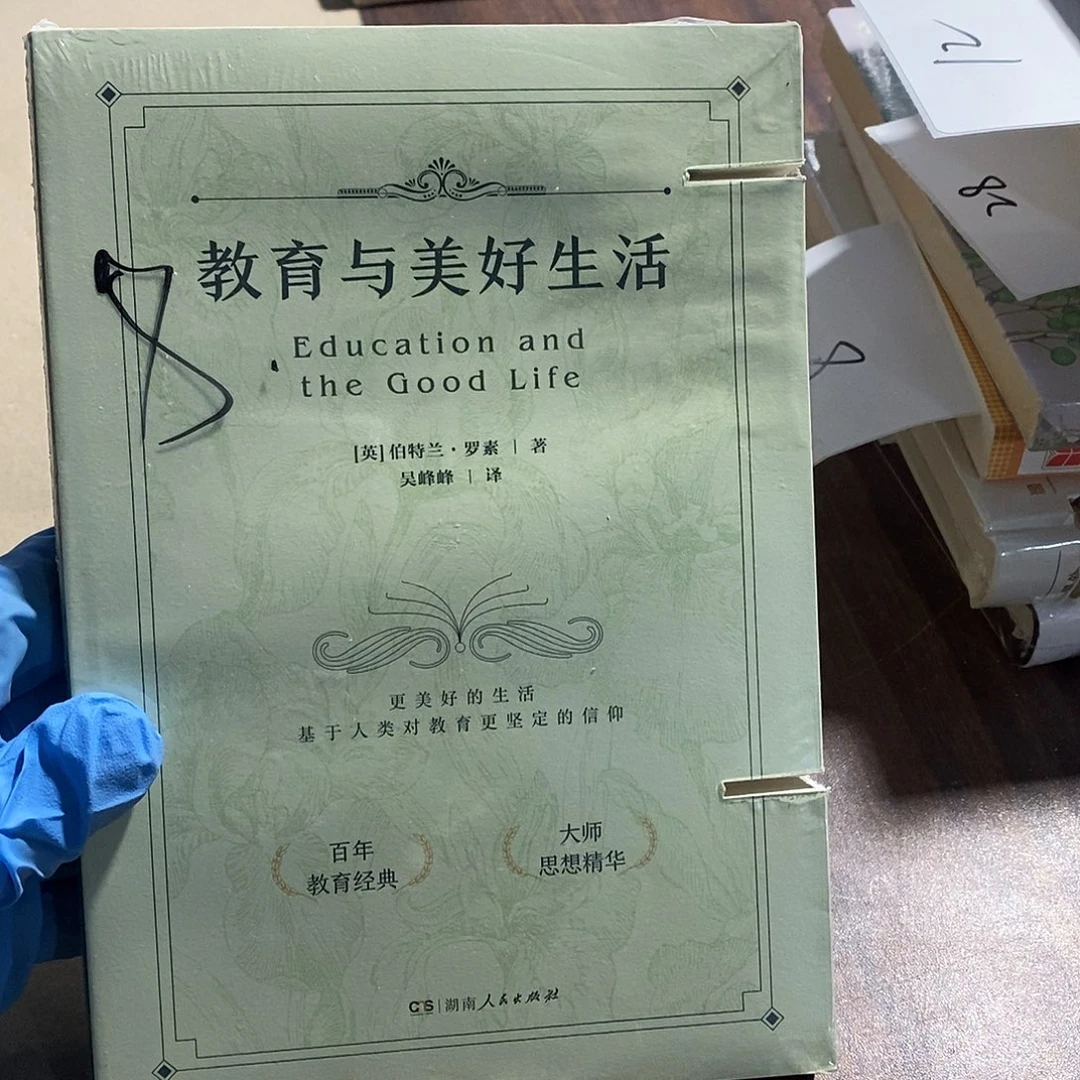 教育与美好生活
Education and
the Good Life
[英]伯特兰·罗素 | 著
吴峰峰 | 译
更美好的生活
基于人类对教育更坚定的信仰
百年
教育经典
大师
思想精华
CS | 湖南人民出版社
8